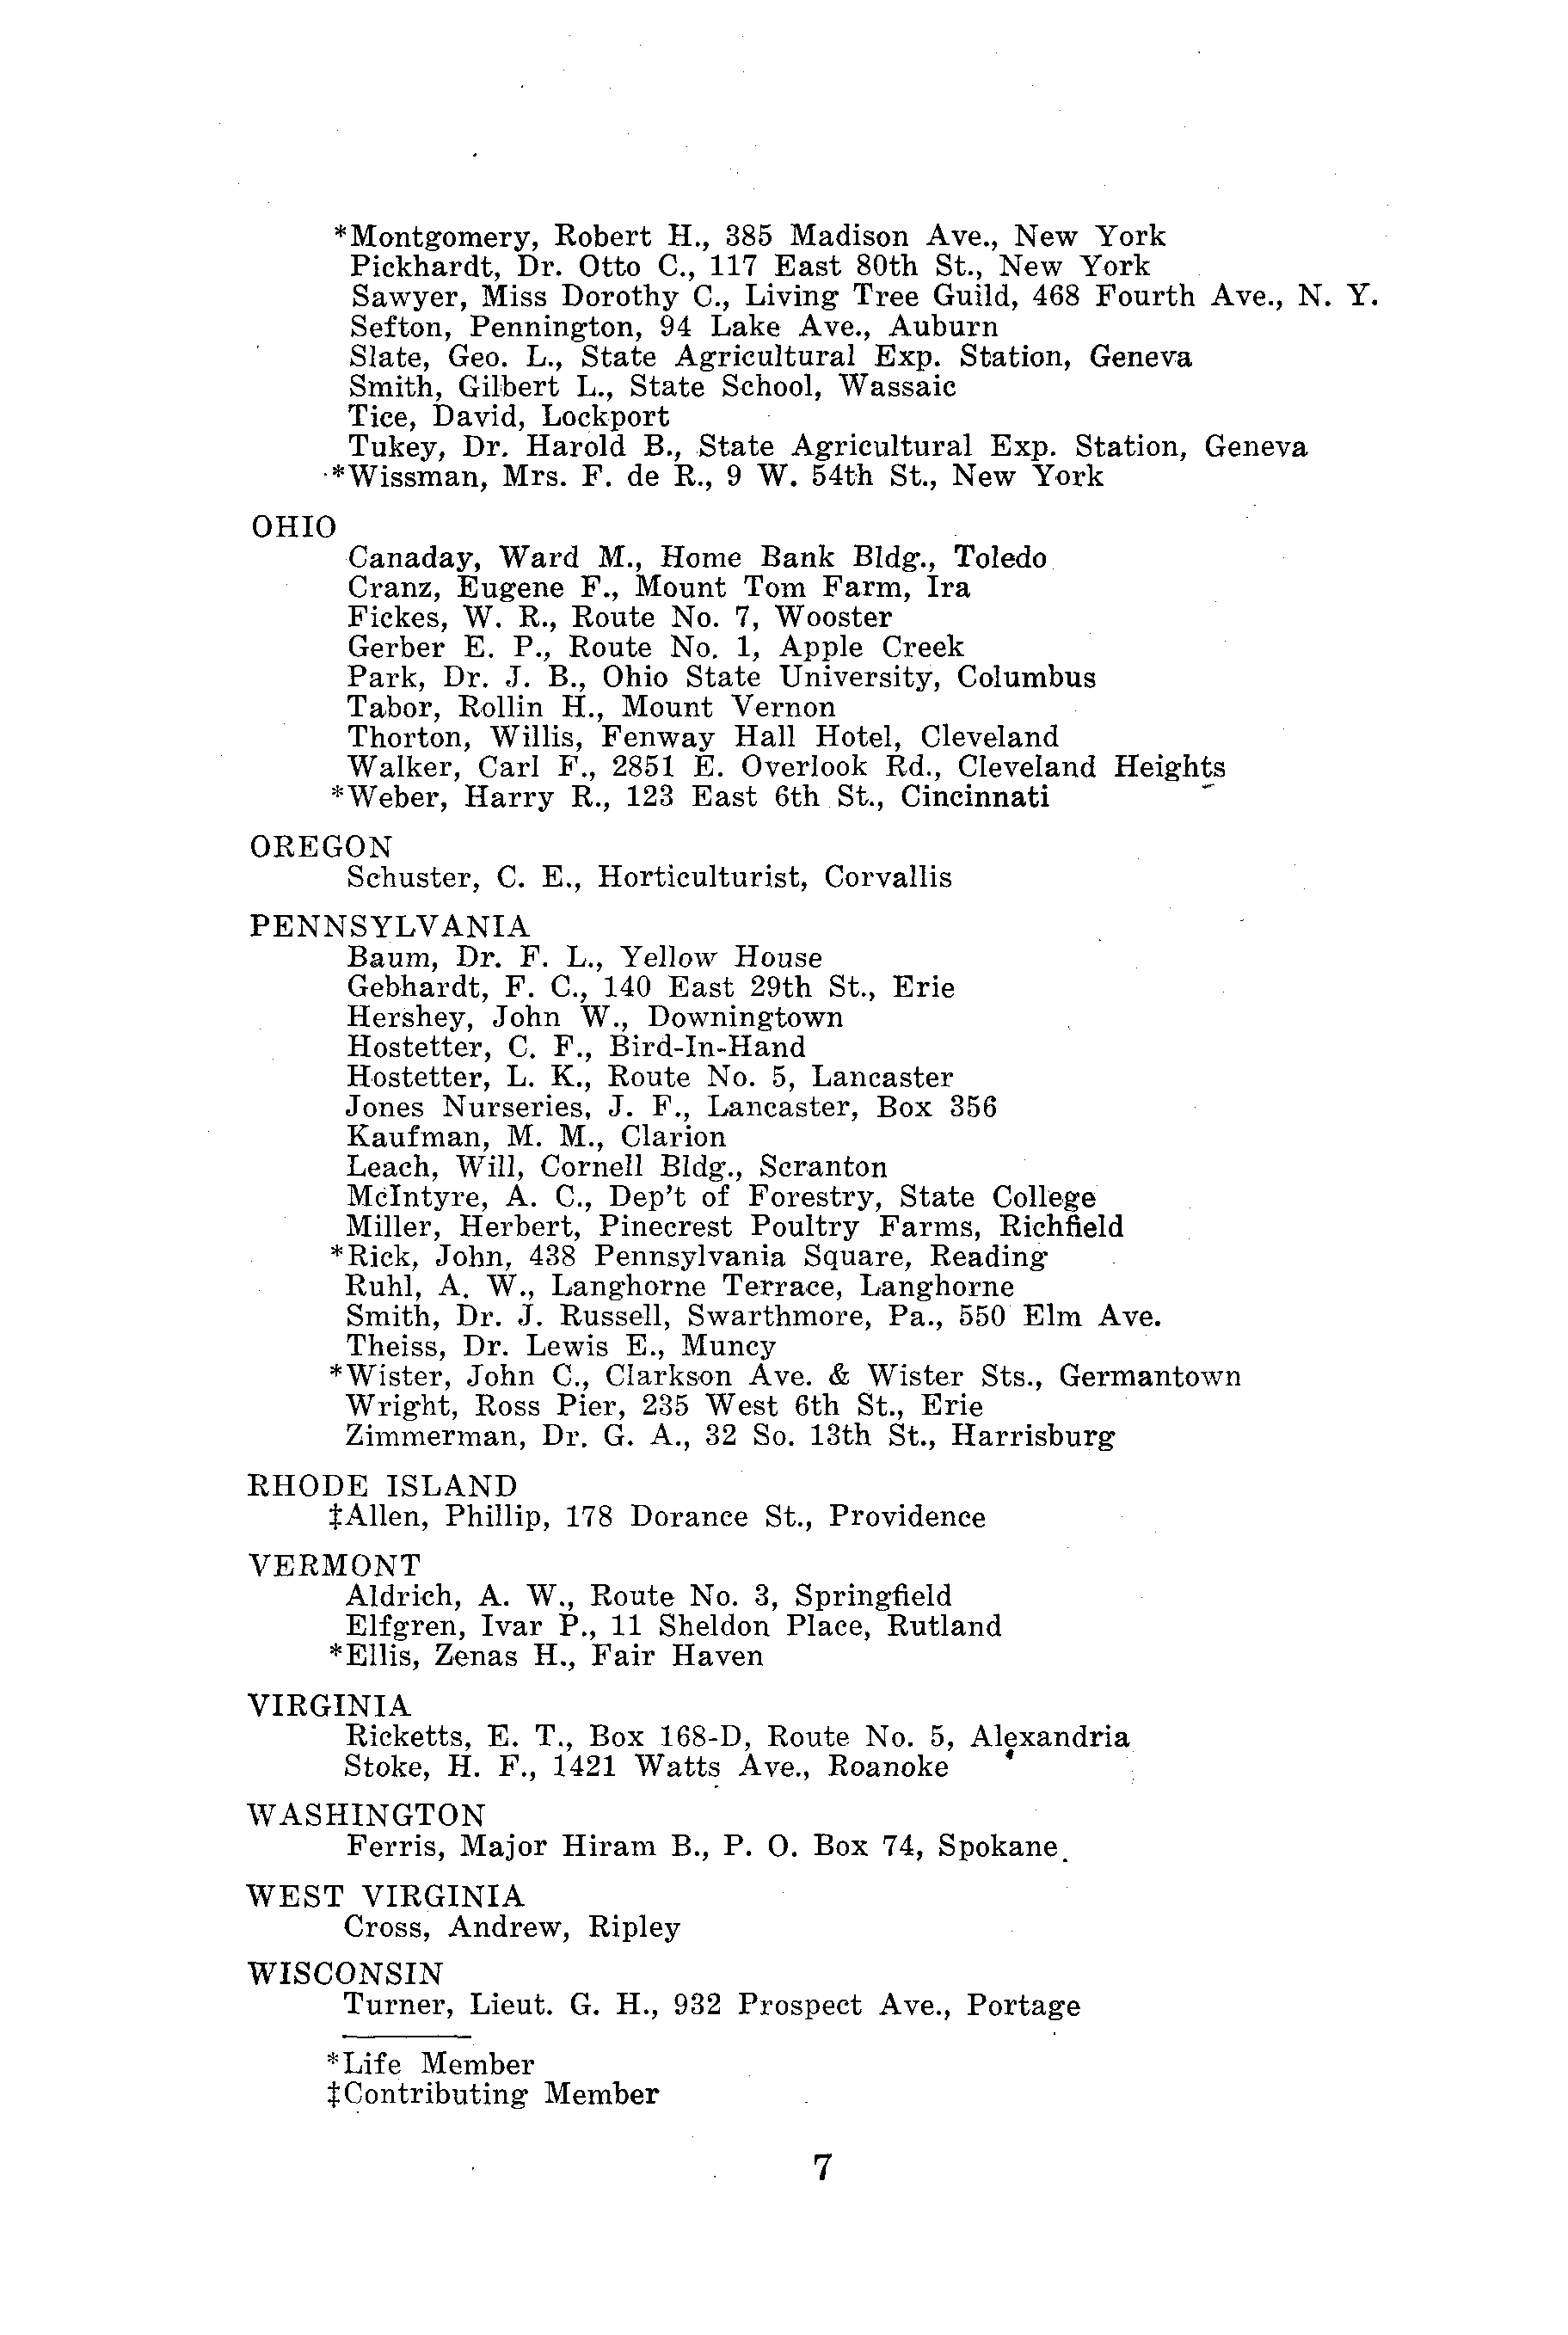 *Montgomery, Robert H., 385 Madison Ave., New York
Pickhardt, Dr. Otto C., 117 East 80th St., New York
Sawyer, Miss Dorothy C., Living Tree Guild, 468 Fourth Ave., N. Y.
Sefton, Pennington, 94 Lake Ave., Auburn
Slate, Geo. L., State Agricultural Exp. Station, Geneva
Smith, Gilbert L., State School, Wassaic
Tice, David, Lockport
Tukey, Dr. Harold B., State Agricultural Exp. Station, Geneva
*Wissman, Mrs. F. de R., 9 W. 54th St., New York
OHIO
Canaday, Ward M., Home Bank Bldg., Toledo
Cranz, Eugene F., Mount Tom Farm, Ira
Fickes, W. R., Route No. 7, Wooster
Gerber E. P., Route No. 1, Apple Creek
Park, Dr. J. B., Ohio State University, Columbus
Tabor, Rollin H., Mount Vernon
Thorton, Willis, Fenway Hall Hotel, Cleveland
Walker, Carl F., 2851 E. Overlook Rd., Cleveland Heights
*Weber, Harry R., 123 East 6th St., Cincinnati
OREGON
Schuster, C. E., Horticulturist, Corvallis
PENNSYLVANIA
Baum, Dr. F. L., Yellow House
Gebhardt, F. C., 140 East 29th St., Erie
Hershey, John W., Downingtown
Hostetter, C. F., Bird-In-Hand
Hostetter, L. K., Route No. 5, Lancaster
Jones Nurseries, J. F., Lancaster, Box 356
Kaufman, M. M., Clarion
Leach, Will, Cornell Bldg., Scranton
McIntyre, A. C., Dep't of Forestry, State College
Miller, Herbert, Pinecrest Poultry Farms, Richfield
*Rick, John, 438 Pennsylvania Square, Reading
Ruhl, A. W., Langhorne Terrace, Langhorne
Smith, Dr. J. Russell, Swarthmore, Pa., 550 Elm Ave.
Theiss, Dr. Lewis E., Muncy
*Wister, John C., Clarkson Ave. & Wister Sts., Germantown
Wright, Ross Pier, 235 West 6th St., Erie
Zimmerman, Dr. G. A., 32 So. 13th St., Harrisburg
RHODE ISLAND
‡Allen, Phillip, 178 Dorance St., Providence
VERMONT
Aldrich, A. W., Route No. 3, Springfield
Elfgren, Ivar P., 11 Sheldon Place, Rutland
*Ellis, Zenas H., Fair Haven
VIRGINIA
Ricketts, E. T., Box 168-D, Route No. 5, Alexandria
Stoke, H. F., 1421 Watts Ave., Roanoke
WASHINGTON
Ferris, Major Hiram B., P. O. Box 74, Spokane
WEST VIRGINIA
Cross, Andrew, Ripley
WISCONSIN
Turner, Lieut. G. H., 932 Prospect Ave., Portage
*Life Member
‡Contributing Member
7